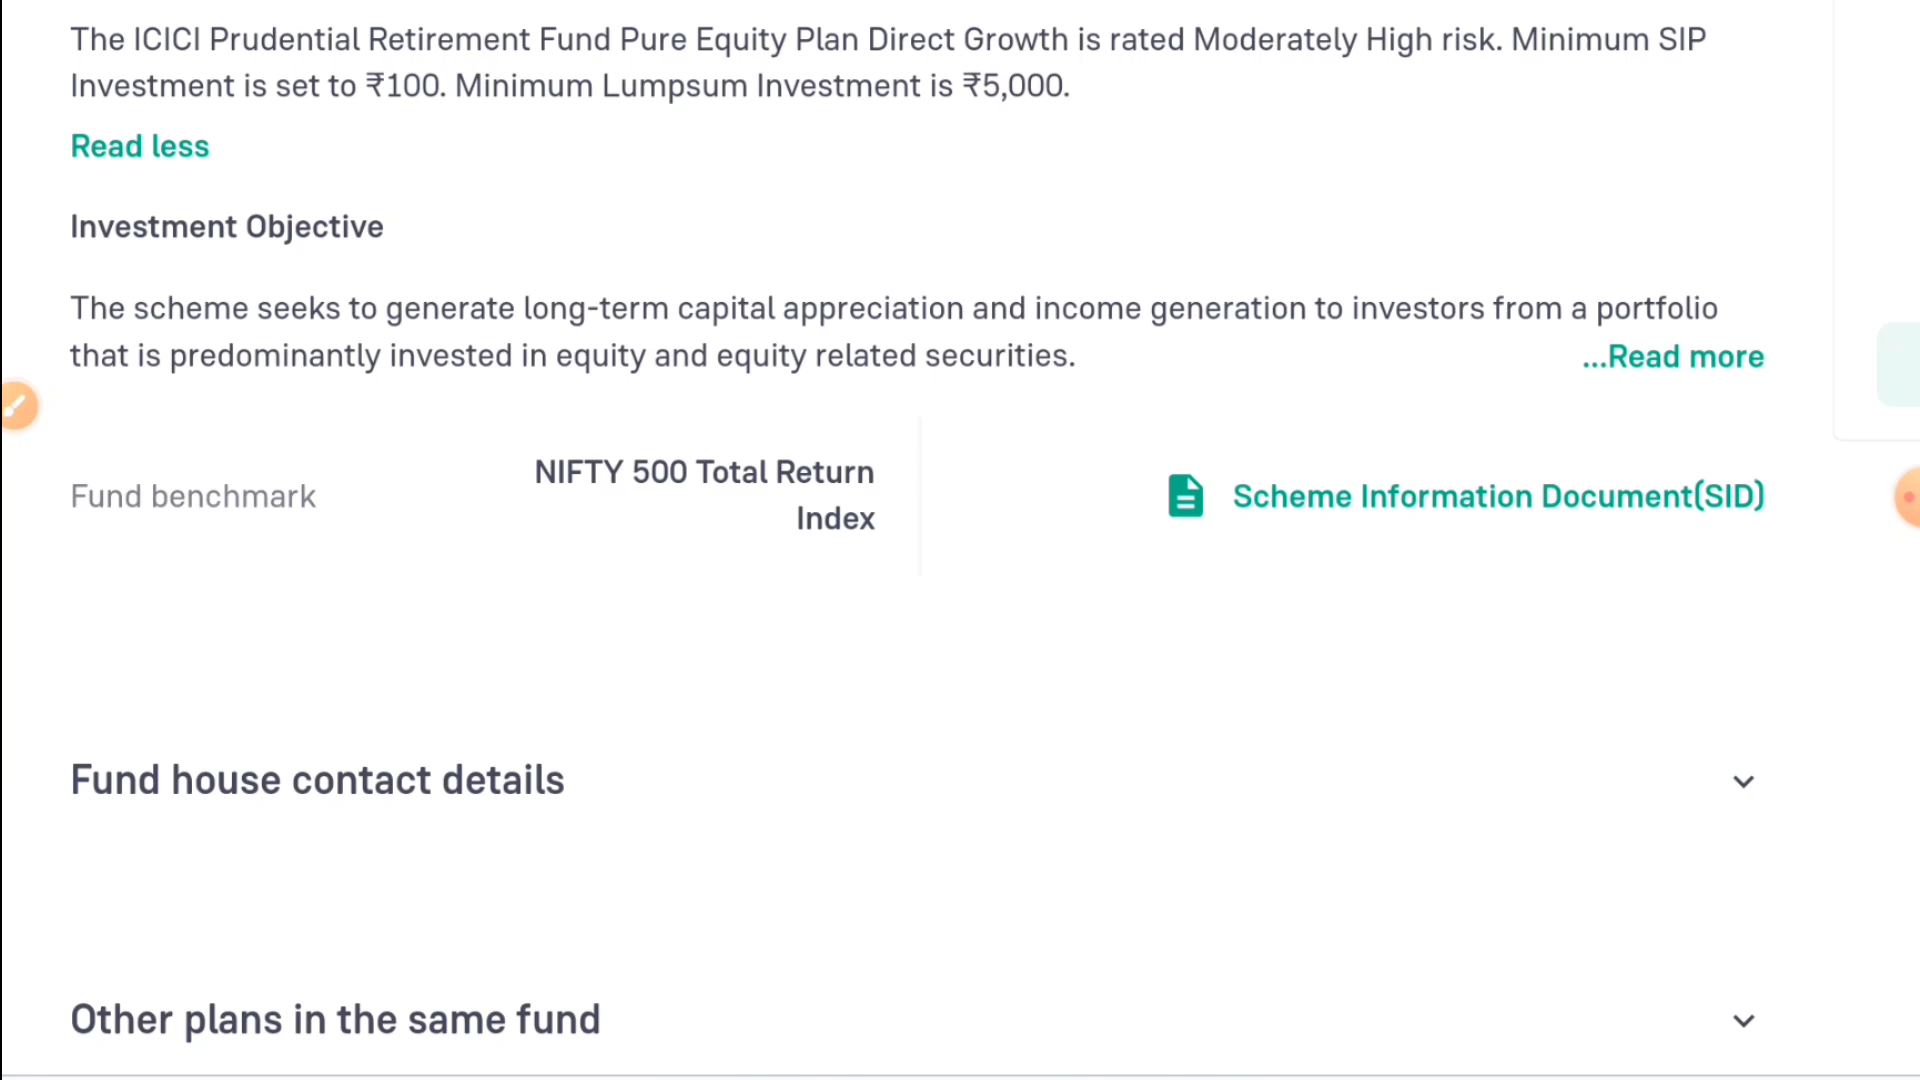 The ICICI Prudential Retirement Fund Pure Equity Plan Direct Growth is rated Moderately High risk. Minimum SIP
Investment is set to ₹100. Minimum Lumpsum Investment is ₹5,000.
Read less
Investment Objective
The scheme seeks to generate long-term capital appreciation and income generation to investors from a portfolio
that is predominantly invested in equity and equity related securities. ...Read more
Fund benchmark
NIFTY 500 Total Return
Index
Scheme Information Document(SID)
Fund house contact details
Other plans in the same fund